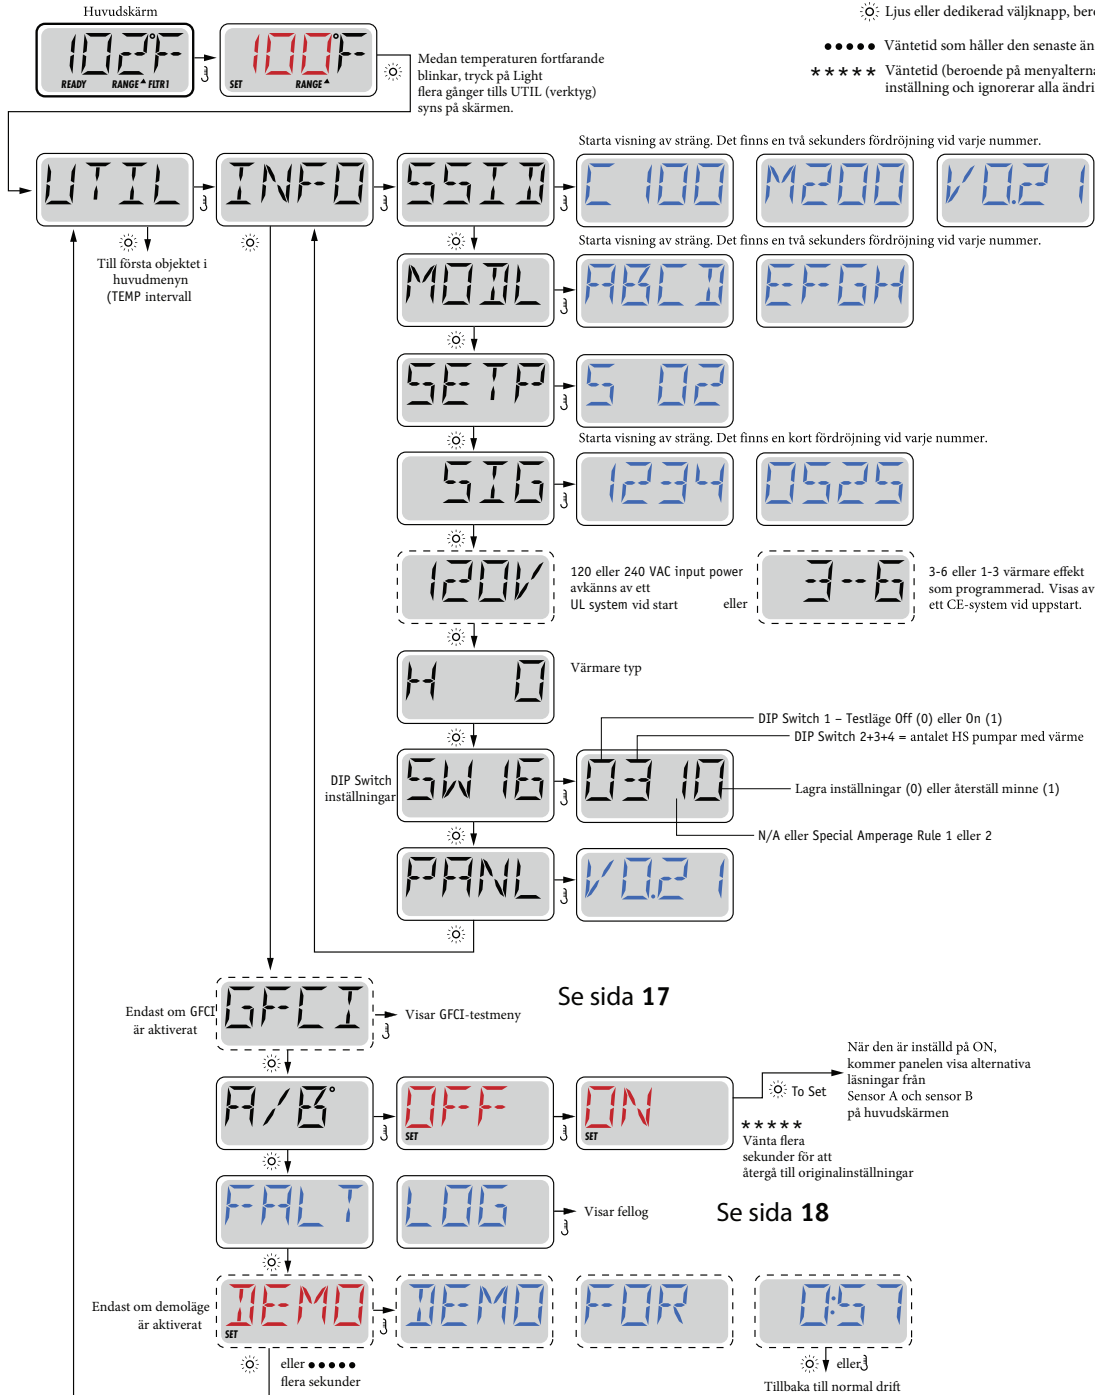 Huvudskärm
Ljus eller dedikerad väljknapp, bero
102°F
READY RANGE FLTR1
100°F
SET RANGE
Medan temperaturen fortfarande
blinkar, tryck på Light
flera gånger tills UTIL (verktyg)
syns på skärmen.
Väntetid som håller den senaste än
***** Väntetid (beroende på menyalterna
inställning och ignorerar alla ändri
Starta visning av sträng. Det finns en två sekunders fördröjning vid varje nummer.
UTIL
INFO
SSID
C 100
M200
V0.21
Till första objektet i
huvudmenyn
(TEMP intervall
Starta visning av sträng. Det finns en två sekunders fördröjning vid varje nummer.
MODL
ABCD
EFGH
SETP
S 02
Starta visning av sträng. Det finns en kort fördröjning vid varje nummer.
SIG
1234
0525
120V
120 eller 240 VAC input power
avkänns av ett
UL system vid start
eller
3-6
3-6 eller 1-3 värmare effekt
som programmerad. Visas av
ett CE-system vid uppstart.
H 0
Värmare typ
DIP Switch 1 – Testläge Off (0) eller On (1)
DIP Switch 2+3+4 = antalet HS pumpar med värme
DIP Switch
inställningar
SW 16
0310
Lagra inställningar (0) eller återställ minne (1)
N/A eller Special Amperage Rule 1 eller 2
PANL
V0.21
Se sida 17
Endast om GFCI
är aktiverat
GFCI
Visar GFCI-testmeny
A/B°
OFF
SET
ON
SET
To Set
När den är inställd på ON,
kommer panelen visa alternativa
läsningar från
Sensor A och sensor B
på huvudskärmen
*****
Vänta flera
sekunder för att
återgå till originalinställningar
FALT
LOG
Visar fellog
Se sida 18
Endast om demoläge
är aktiverat
DEMO
SET
DEMO
FOR
0:57
eller
flera sekunder
eller
Tillbaka till normal drift